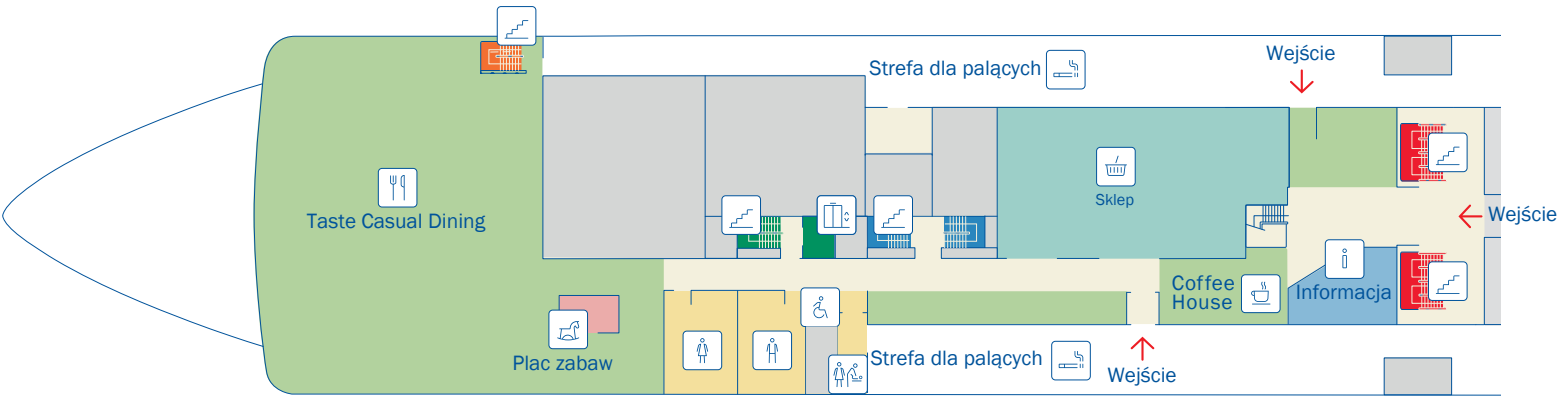 Strefa dla palących
Wejście
Taste Casual Dining
Sklep
Wejście
Coffee
House
Informacja
Plac zabaw
Strefa dla palących
Wejście